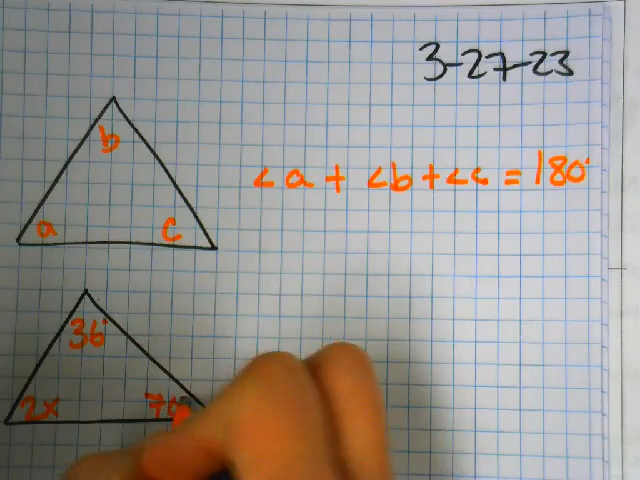 3-27-23
b
a c
<a + <b + <c = 180°
36°
2x